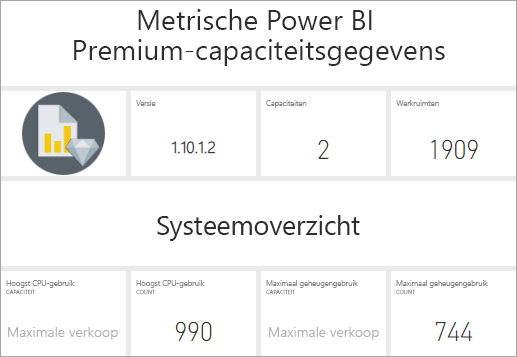 Metrische Power BI
Premium-capaciteitsgegevens
Versie
1.10.1.2
Capaciteiten
2
Werkruimten
1909
Systeemoverzicht
Hoogst CPU-gebruik
CAPACITEIT
Maximale verkoop
Hoogst CPU-gebruik
COUNT
990
Maximaal geheugengebruik
CAPACITEIT
Maximale verkoop
Maximaal geheugengebruik
COUNT
744